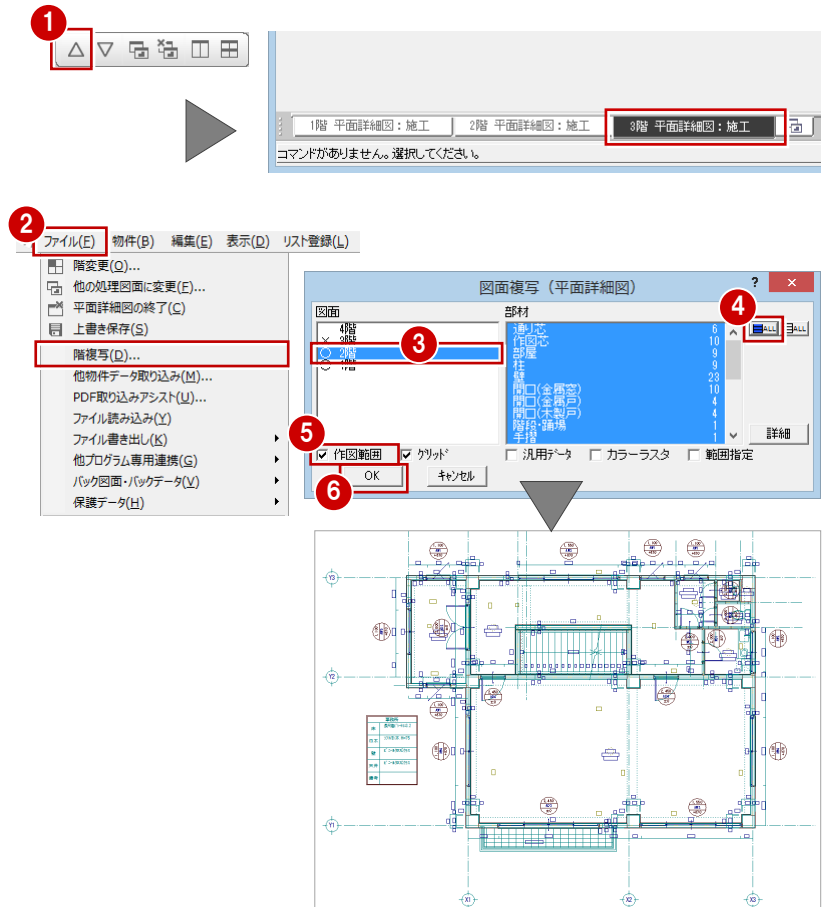 1
1階 平面詳細図：施工
2階 平面詳細図：施工
3階 平面詳細図：施工
コマンドがありません。選択してください。
2
ファイル(F) 物件(B) 編集(E) 表示(D) リスト登録(L)
階変更(O)...
他の処理図面に変更(F)...
平面詳細図の終了(C)
上書き保存(S)
階複写(D)...
他物件データ取り込み(M)...
PDF取り込みアシスト(U)...
ファイル読み込み(Y)
ファイル書き出し(K)
他プログラム専用連携(G)
バック図面・バックデータ(V)
保護データ(H)
図面複写（平面詳細図）
? ×
図面
4階
× 3階
○ 2階
○ 1階
3
部材
通り芯 6
作図芯 10
部屋 9
柱 9
壁 23
開口(金属窓) 10
開口(金属戸) 4
開口(木製戸) 4
階段・踊場 1
手摺 1
4
ALL
ALL
詳細
5
作図範囲
グリッド
汎用データ
カラーラスタ
範囲指定
6
OK
キャンセル
Y3
Y2
Y1
X1
X2
X3